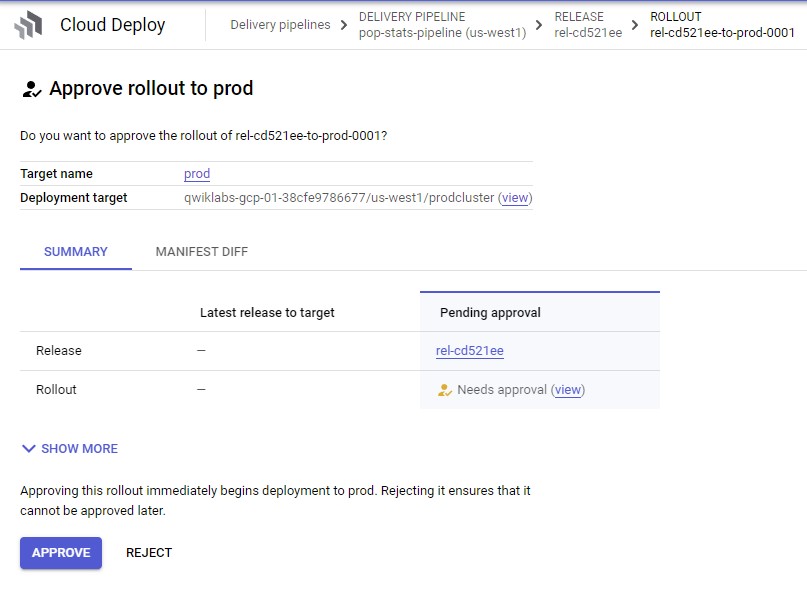 Cloud Deploy
Delivery pipelines
DELIVERY PIPELINE
pop-stats-pipeline (us-west1)
RELEASE
rel-cd521ee
ROLLOUT
rel-cd521ee-to-prod-0001
Approve rollout to prod
Do you want to approve the rollout of rel-cd521ee-to-prod-0001?
Target name prod
Deployment target qwiklabs-gcp-01-38cfe9786677/us-west1/prodcluster (view)
SUMMARY MANIFEST DIFF
Latest release to target Pending approval
Release — rel-cd521ee
Rollout — Needs approval (view)
SHOW MORE
Approving this rollout immediately begins deployment to prod. Rejecting it ensures that it
cannot be approved later.
APPROVE REJECT